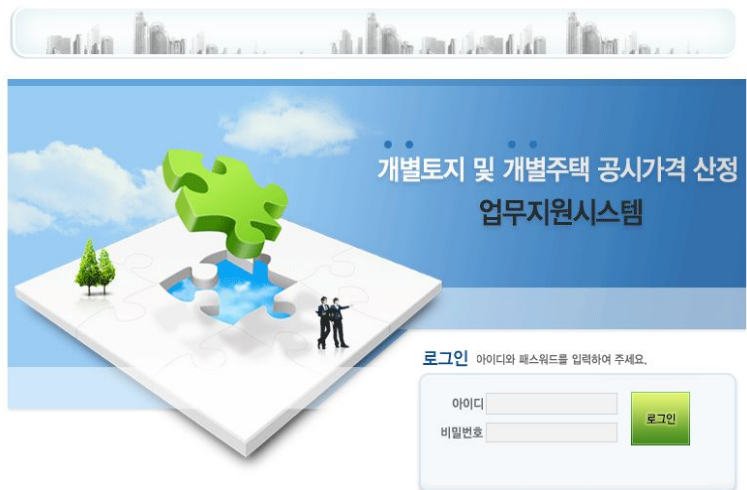 개별토지 및 개별주택 공시가격 산정
업무지원시스템
로그인 아이디와 패스워드를 입력하여 주세요.
아이디
비밀번호
로그인